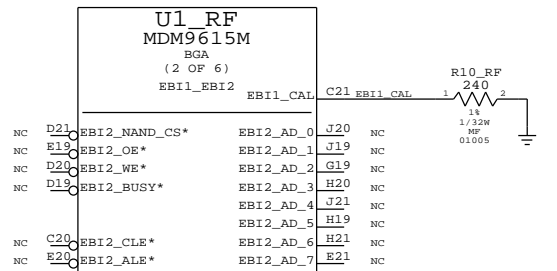 U1_RF
MDM9615M
BGA
(2 OF 6)
EBI1_EBI2
EBI1_CAL C21 EBI1_CAL 1 2
R10_RF
240
1%
1/32W
MF
01005
NC D21 EBI2_NAND_CS* EBI2_AD_0 J20 NC
NC E19 EBI2_OE* EBI2_AD_1 J19 NC
NC D20 EBI2_WE* EBI2_AD_2 G19 NC
NC D19 EBI2_BUSY* EBI2_AD_3 H20 NC
EBI2_AD_4 J21 NC
EBI2_AD_5 H19 NC
NC C20 EBI2_CLE* EBI2_AD_6 H21 NC
NC E20 EBI2_ALE* EBI2_AD_7 E21 NC